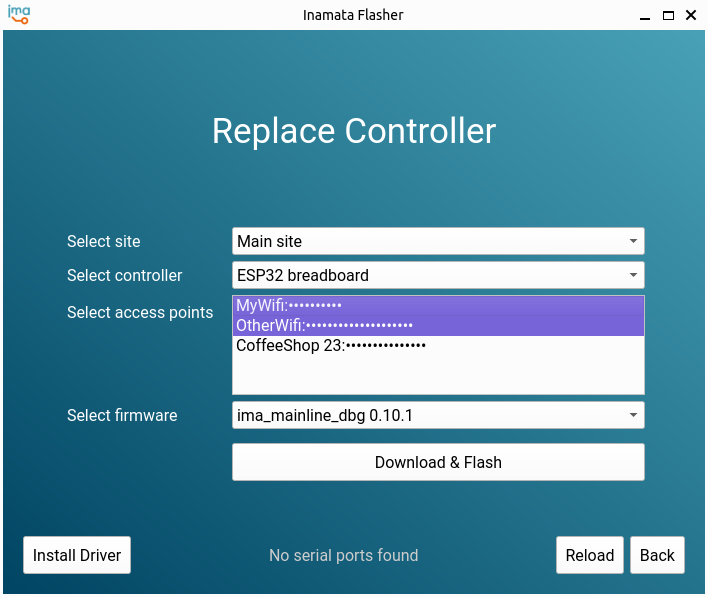 ima
Inamata Flasher
Replace Controller
Select site
Main site
Select controller
ESP32 breadboard
Select access points
MyWifi:••••••••••
OtherWifi:••••••••••••••••••••
CoffeeShop 23:•••••••••••••••
Select firmware
ima_mainline_dbg 0.10.1
Download & Flash
Install Driver
No serial ports found
Reload
Back